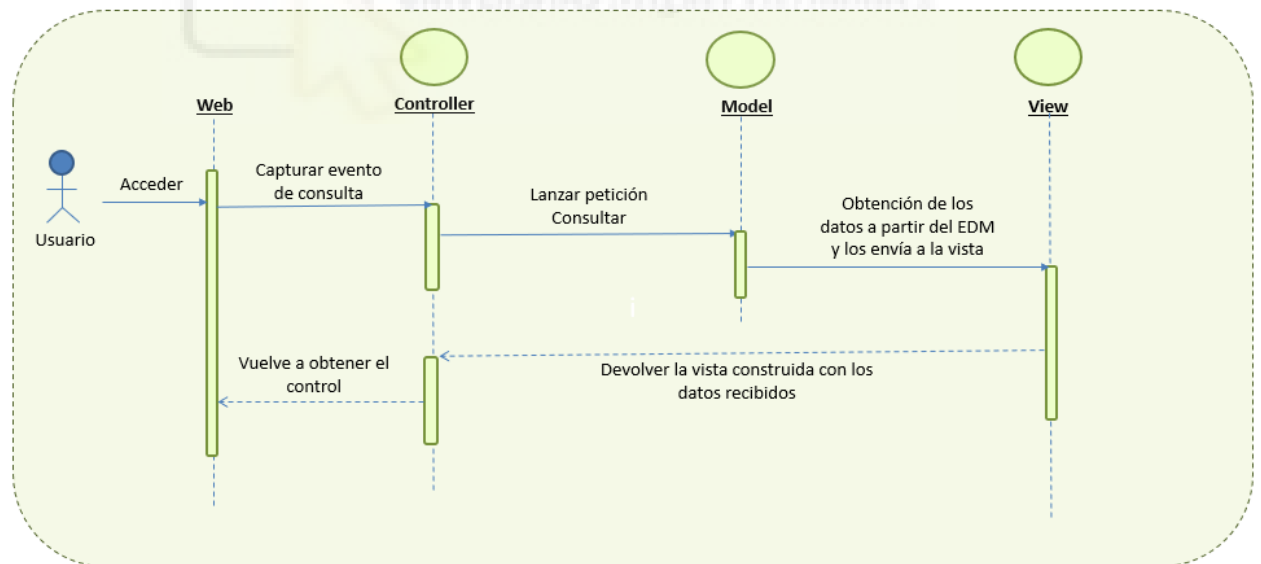 Web
Controller
Model
View
Usuario
Acceder
Capturar evento
de consulta
Lanzar petición
Consultar
Obtención de los
datos a partir del EDM
y los envía a la vista
i
Devolver la vista construida con los
datos recibidos
Vuelve a obtener el
control